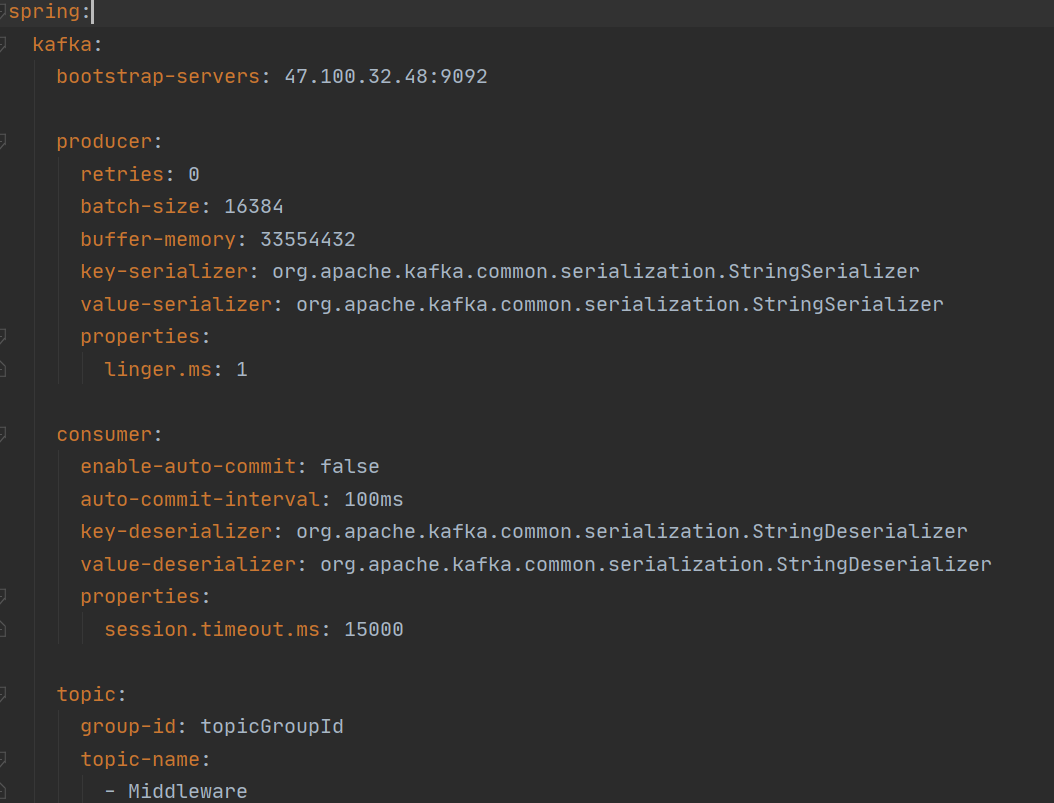 spring:
  kafka:
    bootstrap-servers: 47.100.32.48:9092
    producer:
      retries: 0
      batch-size: 16384
      buffer-memory: 33554432
      key-serializer: org.apache.kafka.common.serialization.StringSerializer
      value-serializer: org.apache.kafka.common.serialization.StringSerializer
      properties:
        linger.ms: 1
    consumer:
      enable-auto-commit: false
      auto-commit-interval: 100ms
      key-deserializer: org.apache.kafka.common.serialization.StringDeserializer
      value-deserializer: org.apache.kafka.common.serialization.StringDeserializer
      properties:
        session.timeout.ms: 15000
    topic:
      group-id: topicGroupId
      topic-name:
        - Middleware